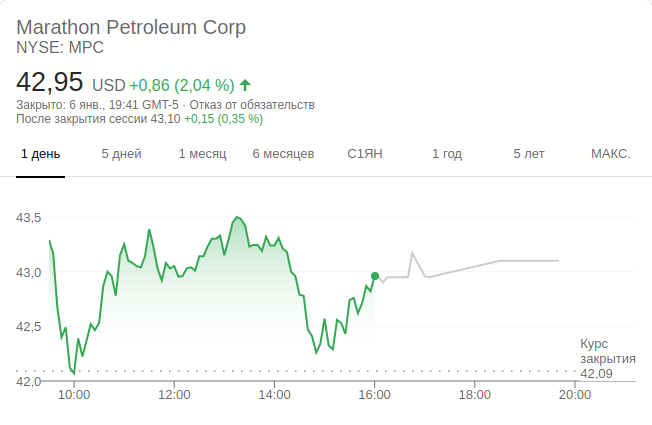 Marathon Petroleum Corp
NYSE: MPC
42,95 USD +0,86 (2,04 %)
Закрыто: 6 янв., 19:41 GMT-5 · Отказ от обязательств
После закрытия сессии 43,10 +0,15 (0,35 %)
1 день 5 дней 1 месяц 6 месяцев С1ЯН 1 год 5 лет МАКС.
43,5
43,0
42,5
42,0
Курс
закрытия
42,09
10:00 12:00 14:00 16:00 18:00 20:00